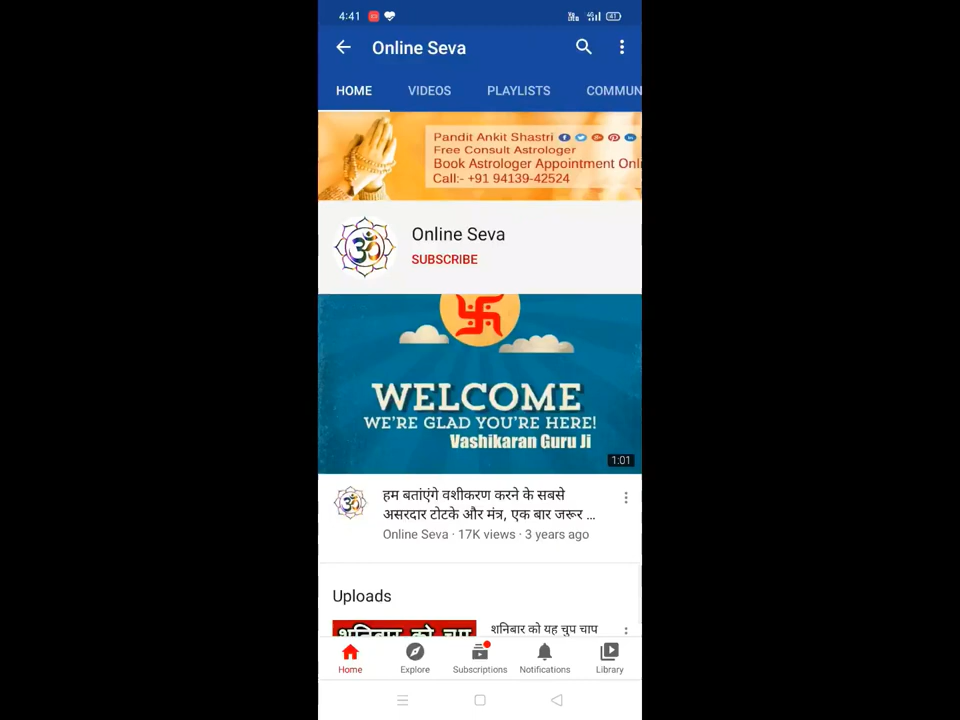 4:41
41
Online Seva
HOME VIDEOS PLAYLISTS COMMUN
Pandit Ankit Shastri
Free Consult Astrologer
Book Astrologer Appointment Onli
Call:- +91 94139-42524
Online Seva
SUBSCRIBE
WELCOME
WE'RE GLAD YOU'RE HERE!
Vashikaran Guru Ji
1:01
हम बतांएंगे वशीकरण करने के सबसे
असरदार टोटके और मंत्र, एक बार जरूर ...
Online Seva · 17K views · 3 years ago
Uploads
शनिबार को चुप
शनिबार को यह चुप चाप
Home Explore Subscriptions Notifications Library